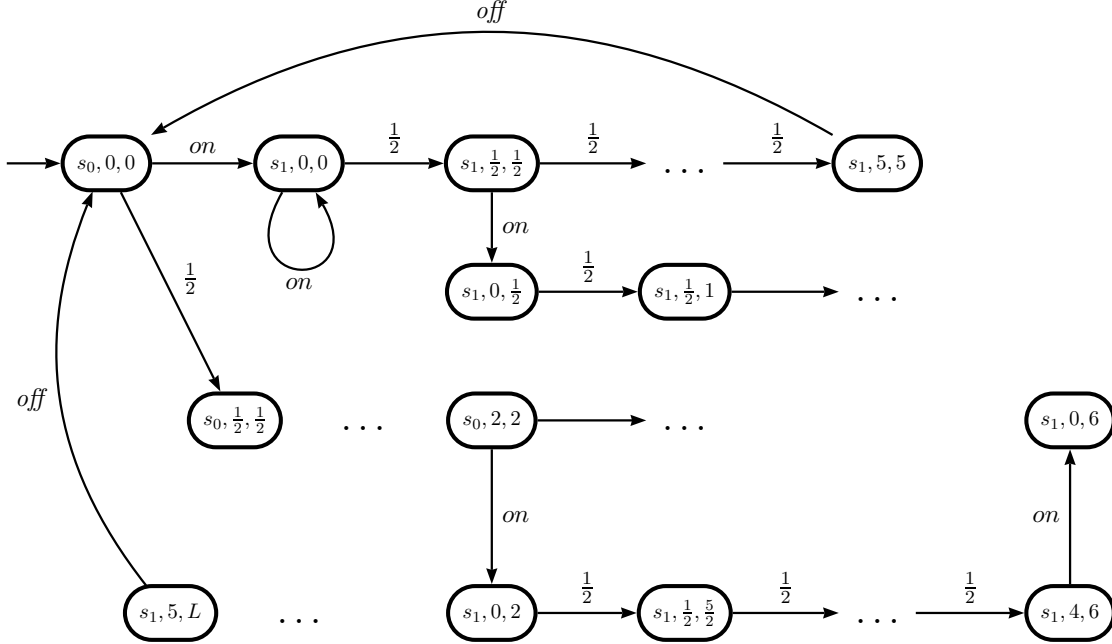 off
½ ½ ½
s₀, 0, 0 on s₁, 0, 0 s₁, ½, ½ . . . s₁, 5, 5
on
½ on ½
s₁, 0, ½ s₁, ½, 1 . . .
off
s₀, ½, ½ . . . s₀, 2, 2 . . . s₁, 0, 6
on on
½ ½ ½
s₁, 5, L . . . s₁, 0, 2 s₁, ½, 5/2 . . . s₁, 4, 6